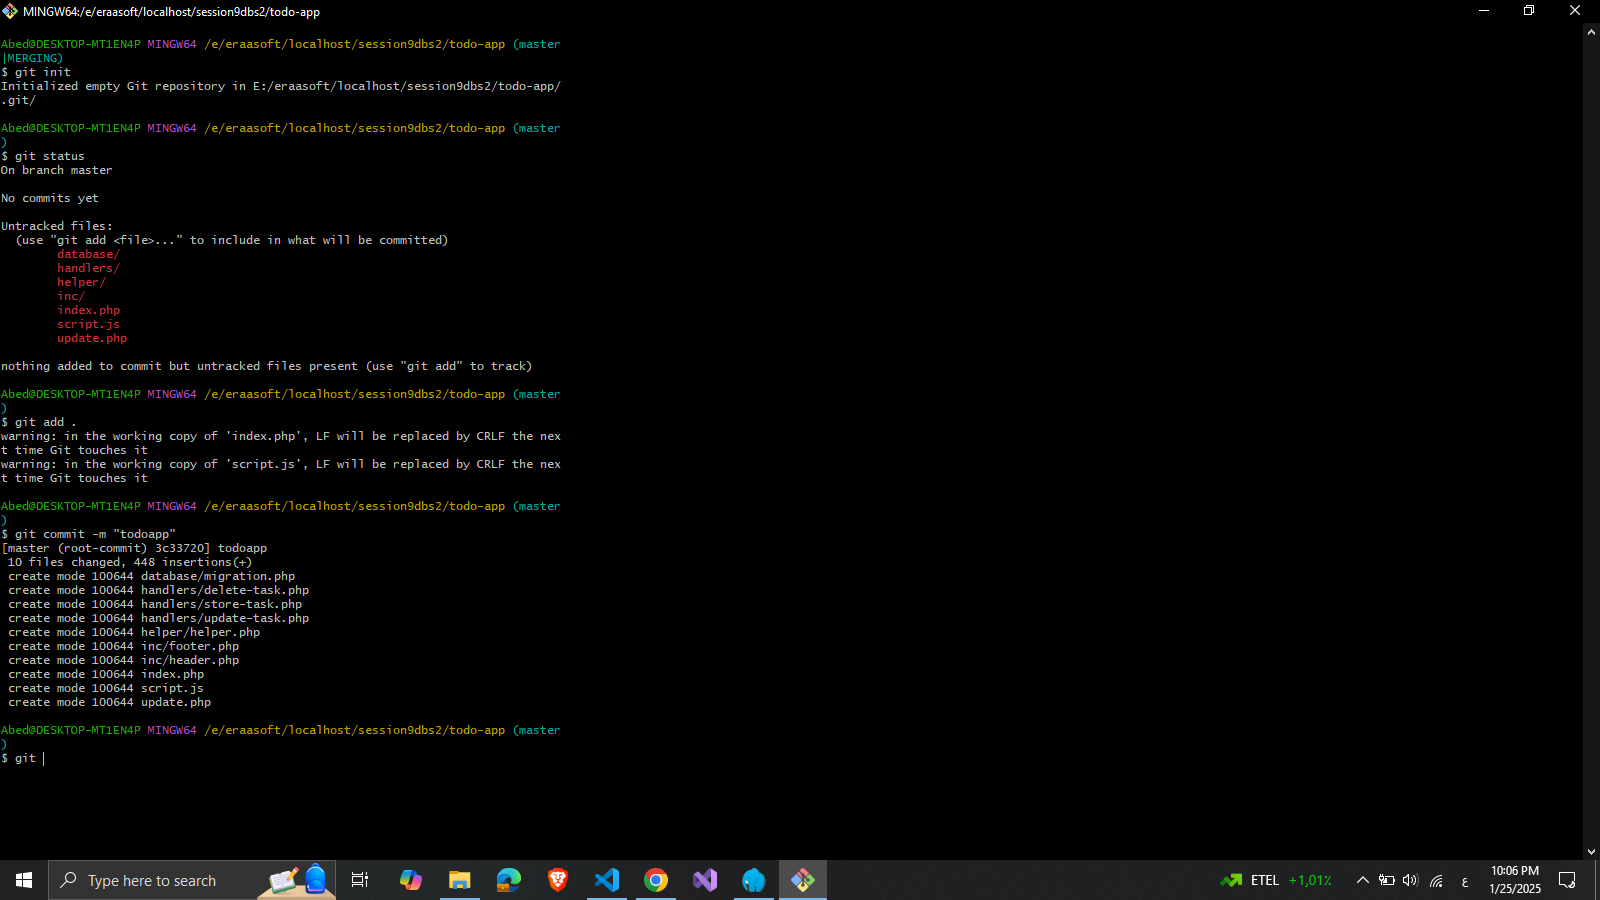 MINGW64:/e/eraasoft/localhost/session9dbs2/todo-app
Abed@DESKTOP-MT1EN4P MINGW64 /e/eraasoft/localhost/session9dbs2/todo-app (master
|MERGING)
$ git init
Initialized empty Git repository in E:/eraasoft/localhost/session9dbs2/todo-app/
.git/
Abed@DESKTOP-MT1EN4P MINGW64 /e/eraasoft/localhost/session9dbs2/todo-app (master
)
$ git status
On branch master
No commits yet
Untracked files:
(use "git add <file>..." to include in what will be committed)
database/
handlers/
helper/
inc/
index.php
script.js
update.php
nothing added to commit but untracked files present (use "git add" to track)
Abed@DESKTOP-MT1EN4P MINGW64 /e/eraasoft/localhost/session9dbs2/todo-app (master
)
$ git add .
warning: in the working copy of 'index.php', LF will be replaced by CRLF the nex
t time Git touches it
warning: in the working copy of 'script.js', LF will be replaced by CRLF the nex
t time Git touches it
Abed@DESKTOP-MT1EN4P MINGW64 /e/eraasoft/localhost/session9dbs2/todo-app (master
)
$ git commit -m "todoapp"
[master (root-commit) 3c33720] todoapp
10 files changed, 448 insertions(+)
create mode 100644 database/migration.php
create mode 100644 handlers/delete-task.php
create mode 100644 handlers/store-task.php
create mode 100644 handlers/update-task.php
create mode 100644 helper/helper.php
create mode 100644 inc/footer.php
create mode 100644 inc/header.php
create mode 100644 index.php
create mode 100644 script.js
create mode 100644 update.php
Abed@DESKTOP-MT1EN4P MINGW64 /e/eraasoft/localhost/session9dbs2/todo-app (master
)
$ git
Type here to search
ETEL +1,01٪
ع
10:06 PM
1/25/2025